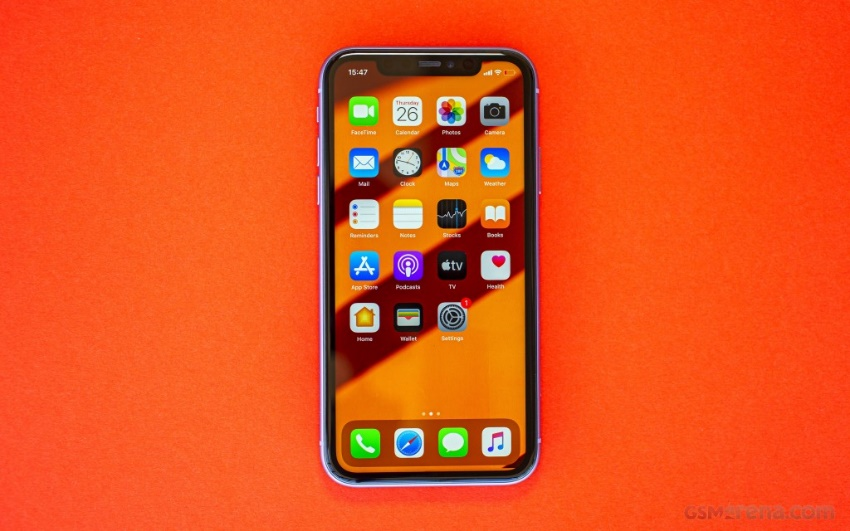 15:47
Thursday
26
FaceTime Calendar Photos Camera
Mail Clock Maps Weather
Reminders Notes Stocks Books
tv
App Store Podcasts TV Health
1
Home Wallet Settings
GSMarena.com